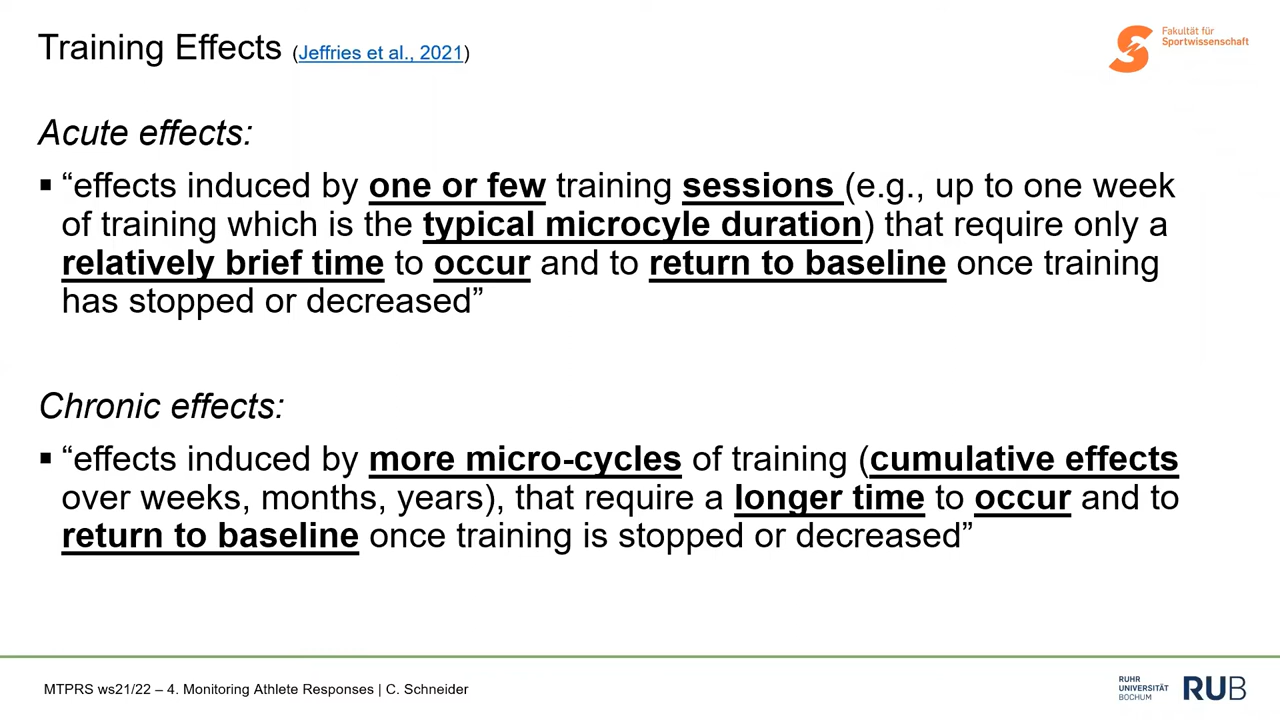 Training Effects (Jeffries et al., 2021)
Fakultät für
Sportwissenschaft
Acute effects:
▪ “effects induced by one or few training sessions (e.g., up to one week
of training which is the typical microcyle duration) that require only a
relatively brief time to occur and to return to baseline once training
has stopped or decreased”
Chronic effects:
▪ “effects induced by more micro-cycles of training (cumulative effects
over weeks, months, years), that require a longer time to occur and to
return to baseline once training is stopped or decreased”
MTPRS ws21/22 – 4. Monitoring Athlete Responses | C. Schneider
RUHR
UNIVERSITÄT
BOCHUM
RUB